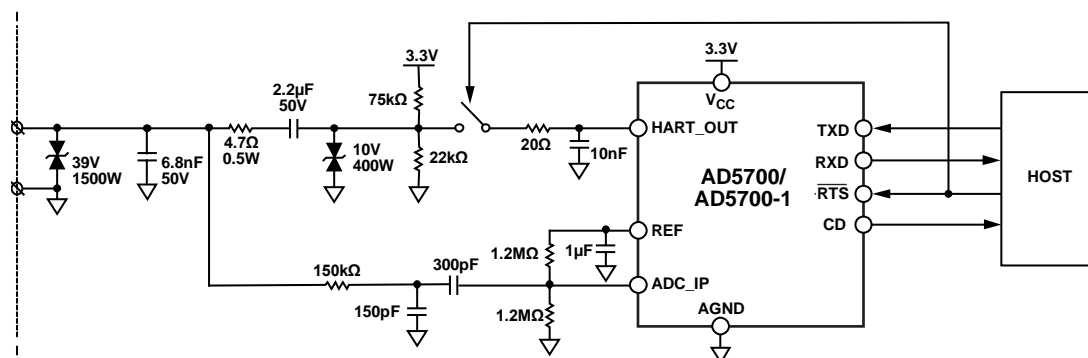 3.3V
3.3V
2.2µF
50V
75kΩ
VCC
HART_OUT
TXD
4.7Ω
0.5W
20Ω
10nF
39V
1500W
6.8nF
50V
10V
400W
22kΩ
RXD
AD5700/
AD5700-1
HOST
RTS
CD
REF
1.2MΩ
1µF
300pF
150kΩ
ADC_IP
150pF
1.2MΩ
AGND